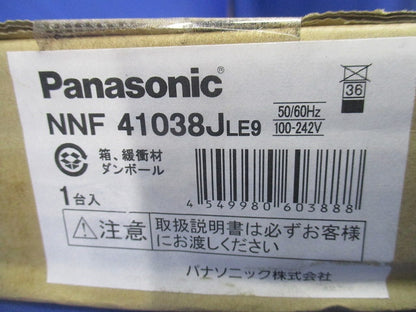 Panasonic®
NNF 41038JLE9
50/60Hz
100-242V
36
箱、緩衝材
ダンボール
1台入
4 549980 603888
⚠注意
取扱説明書は必ずお客様
にお渡しください。
パナソニック株式会社